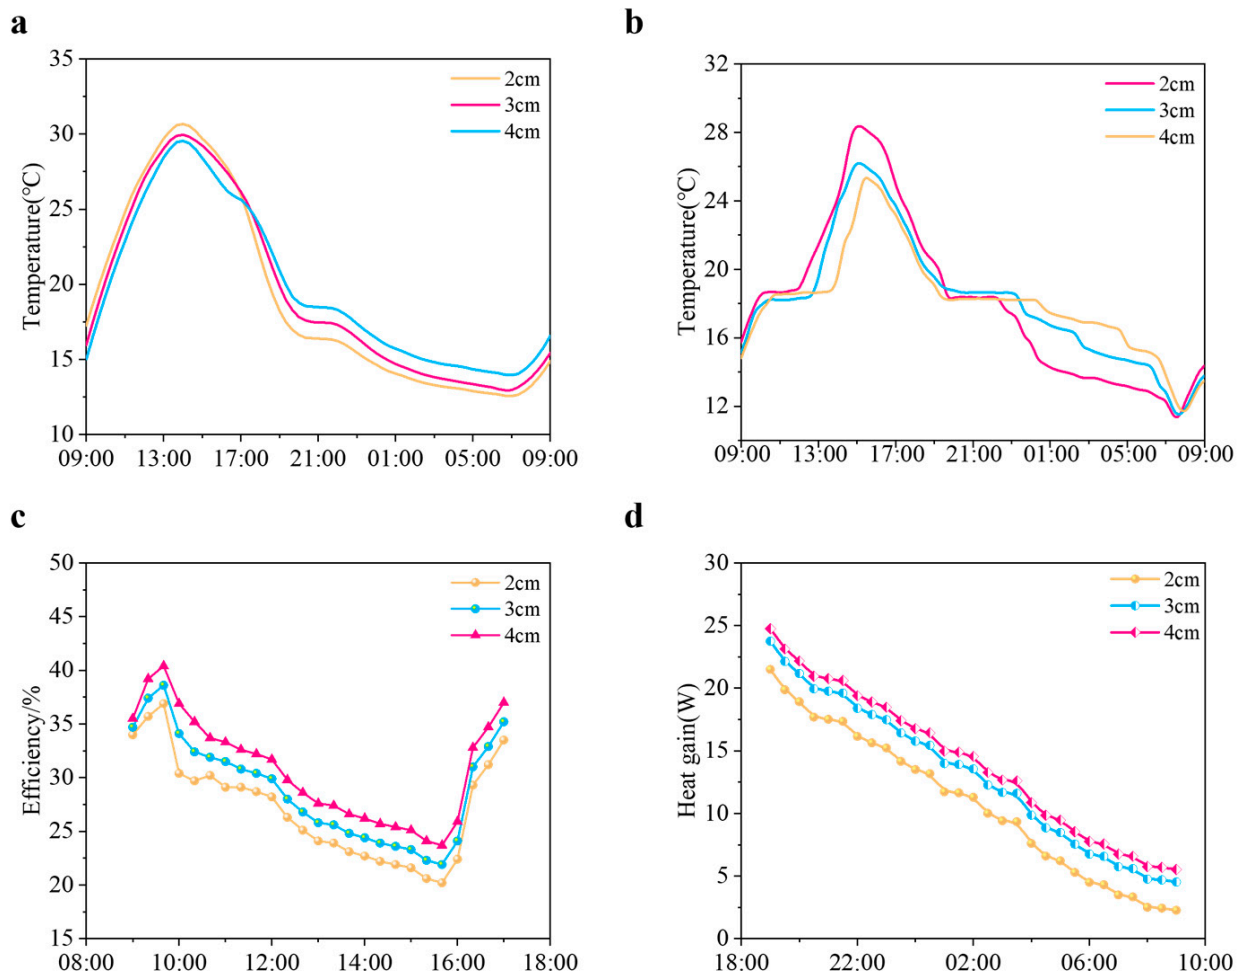 a
b
35
30
25
20
15
10
Temperature(°C)
2cm
3cm
4cm
09:00 13:00 17:00 21:00 01:00 05:00 09:00
32
28
24
20
16
12
Temperature(°C)
2cm
3cm
4cm
09:00 13:00 17:00 21:00 01:00 05:00 09:00
c
d
50
45
40
35
30
25
20
15
Efficiency/%
2cm
3cm
4cm
08:00 10:00 12:00 14:00 16:00 18:00
30
25
20
15
10
5
0
Heat gain(W)
2cm
3cm
4cm
18:00 22:00 02:00 06:00 10:00